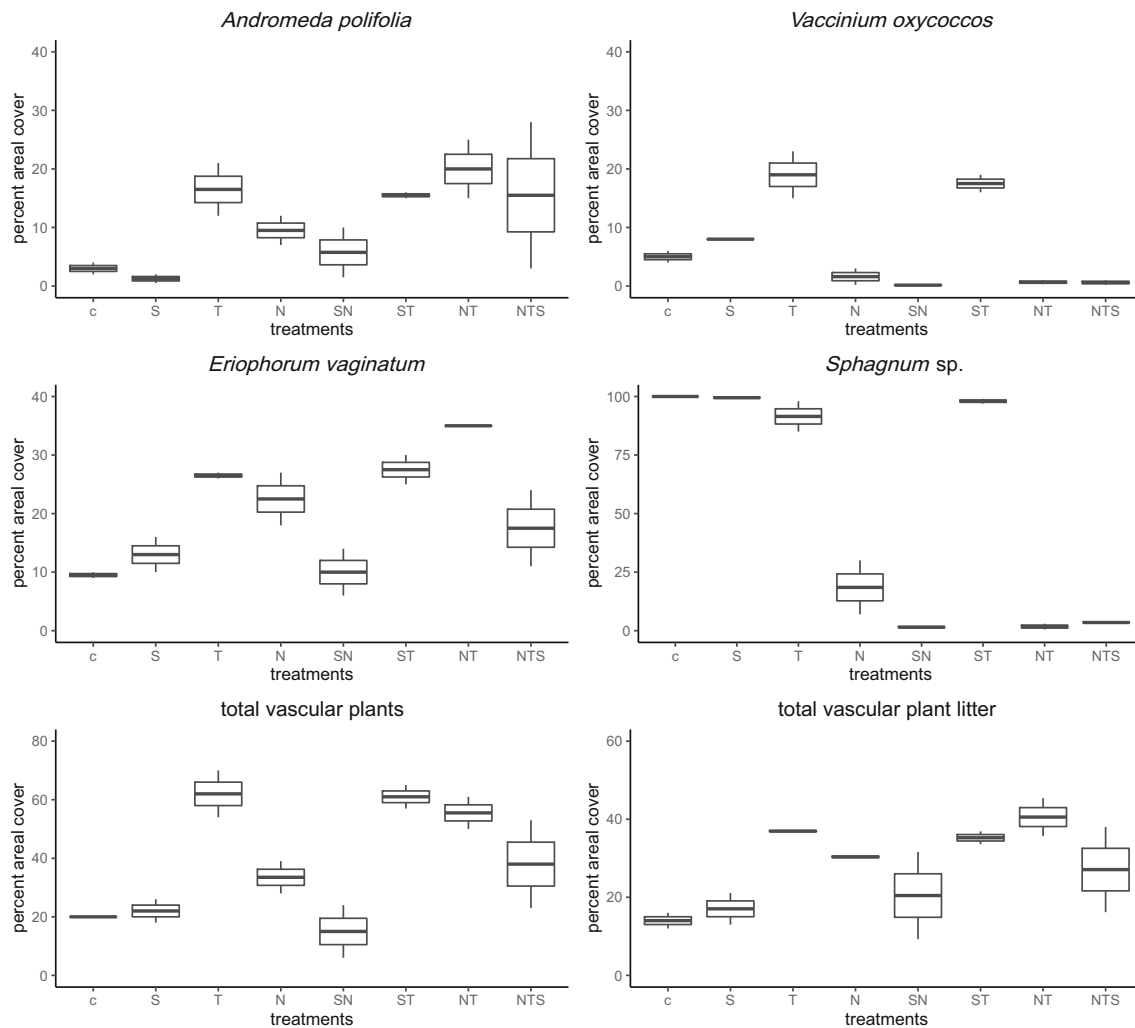 Andromeda polifolia
40
30
20
10
0
percent areal cover
c S T N SN ST NT NTS
treatments
Vaccinium oxycoccos
40
30
20
10
0
percent areal cover
c S T N SN ST NT NTS
treatments
Eriophorum vaginatum
40
30
20
10
0
percent areal cover
c S T N SN ST NT NTS
treatments
Sphagnum sp.
100
75
50
25
0
percent areal cover
c S T N SN ST NT NTS
treatments
total vascular plants
80
60
40
20
0
percent areal cover
c S T N SN ST NT NTS
treatments
total vascular plant litter
60
40
20
0
percent areal cover
c S T N SN ST NT NTS
treatments